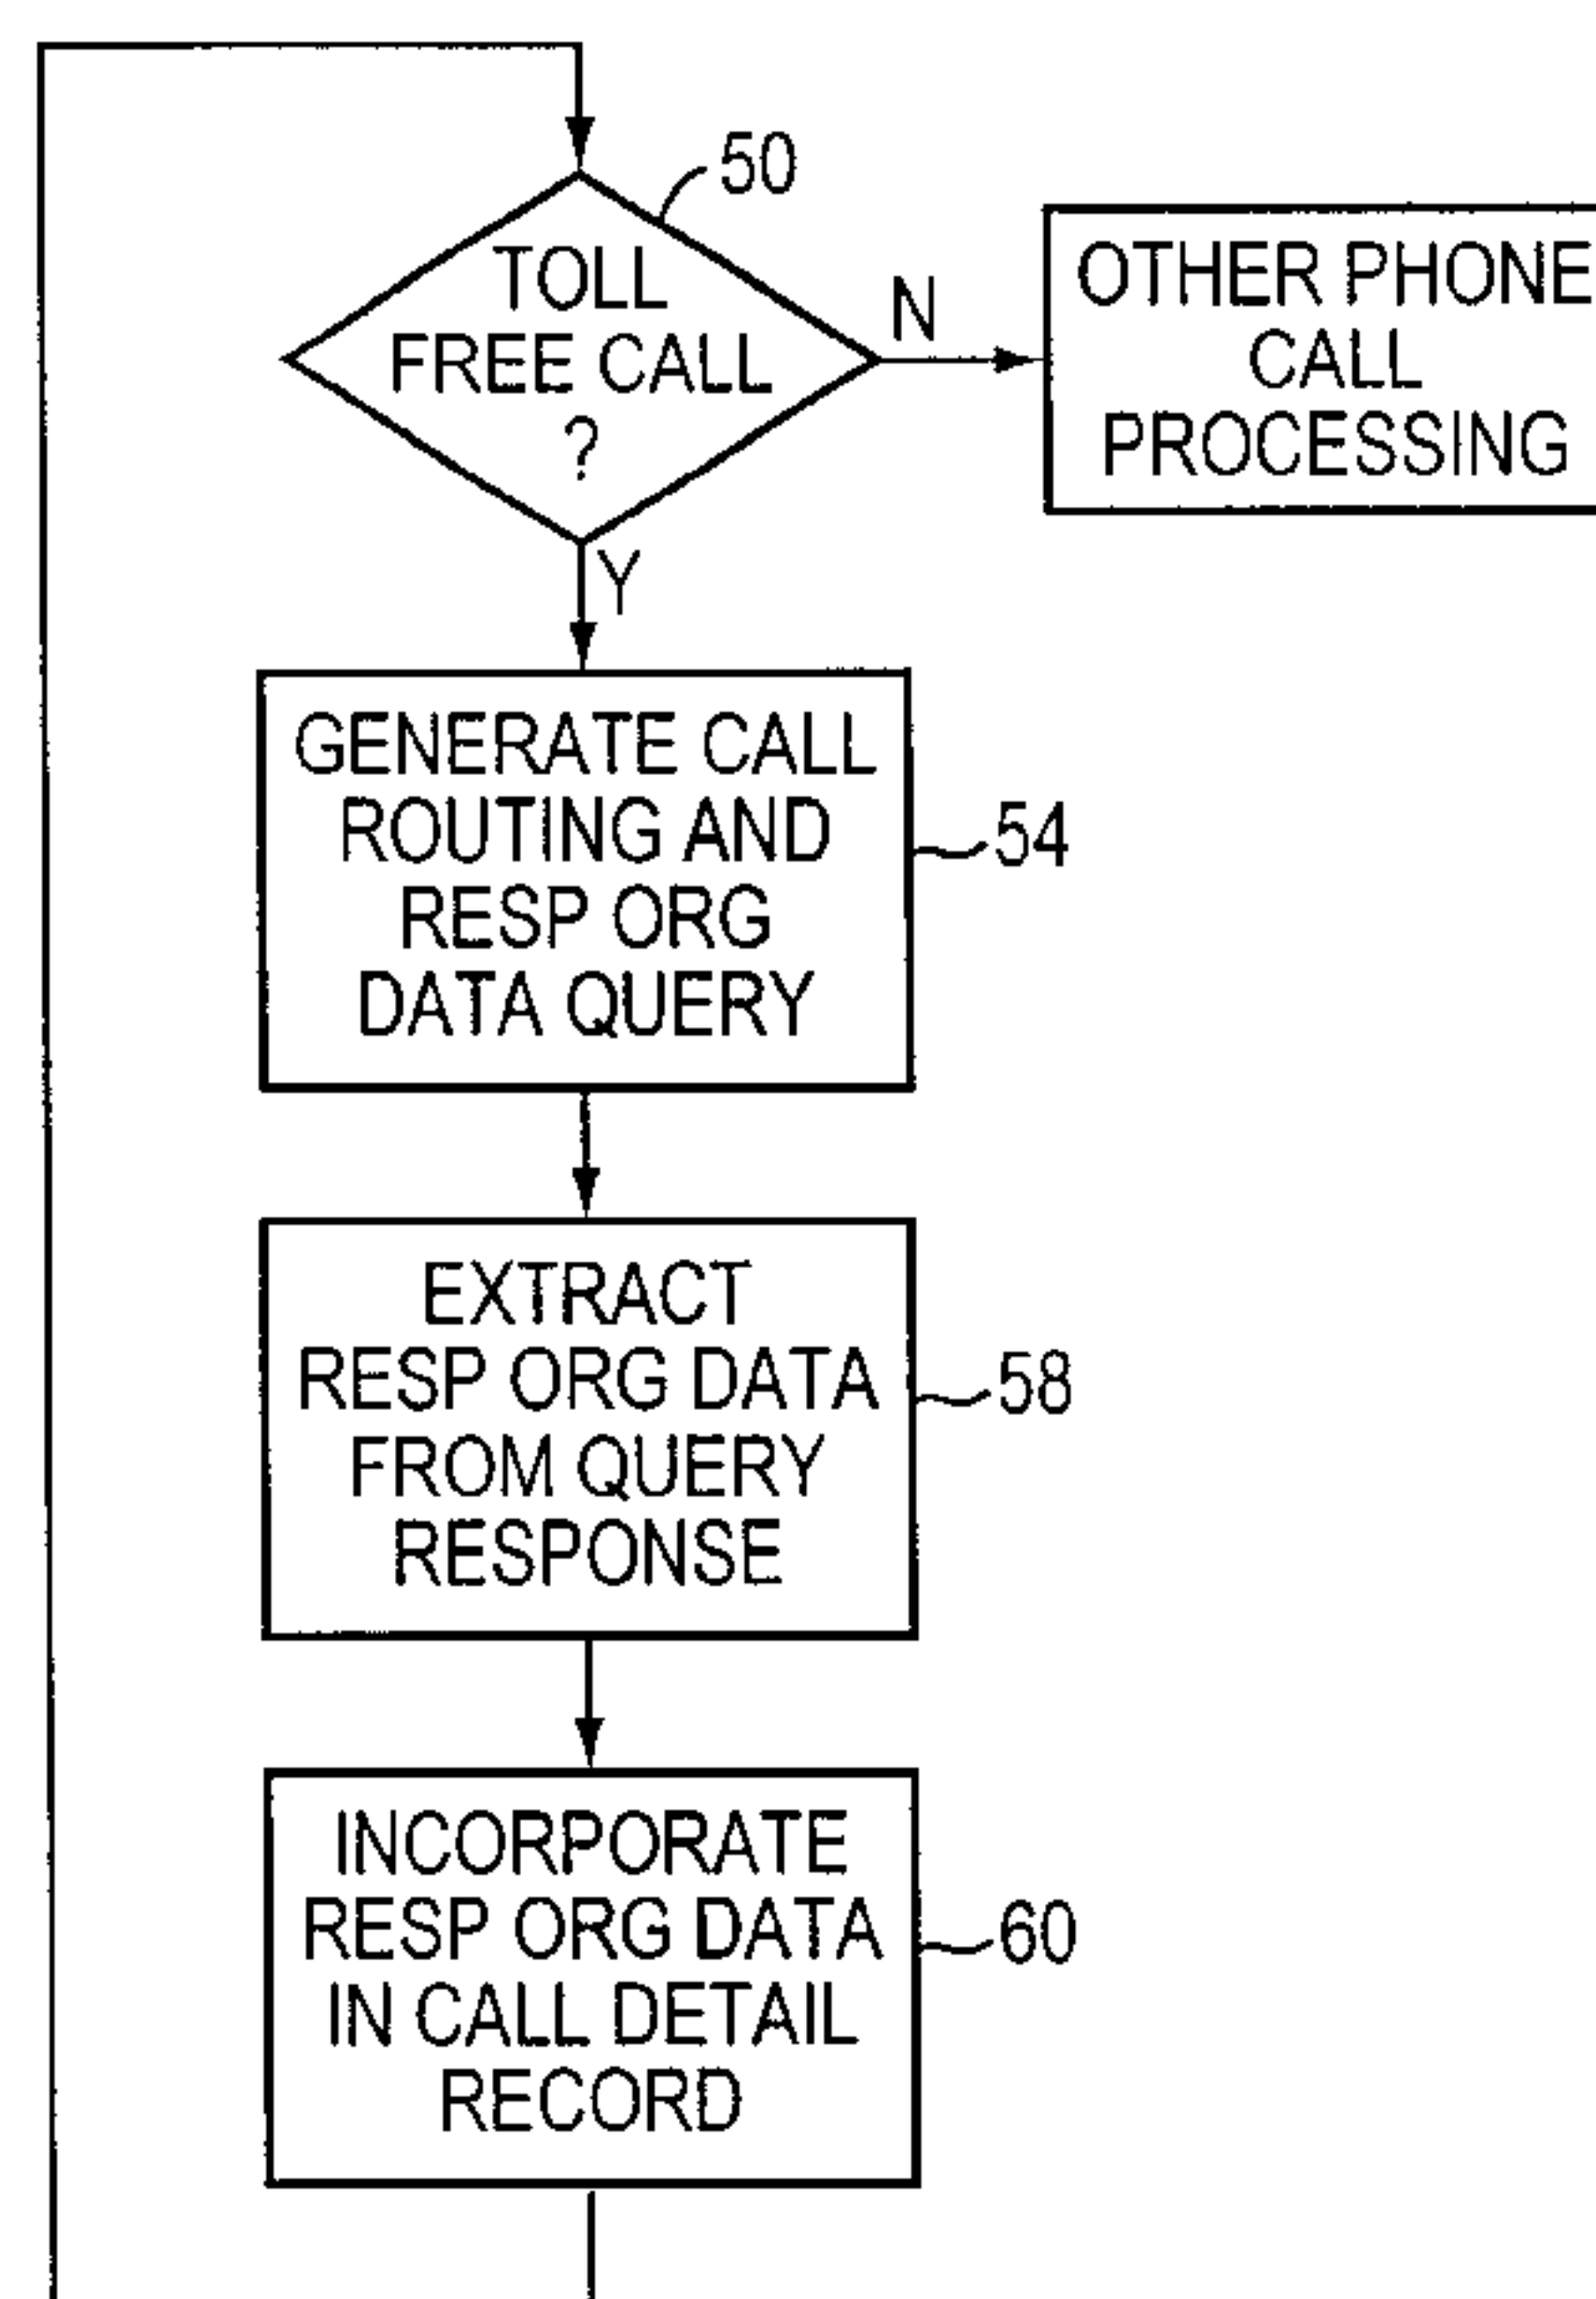 50
TOLL
FREE CALL
?
N
OTHER PHONE
CALL
PROCESSING
Y
GENERATE CALL
ROUTING AND
RESP ORG
DATA QUERY
54
EXTRACT
RESP ORG DATA
FROM QUERY
RESPONSE
58
INCORPORATE
RESP ORG DATA
IN CALL DETAIL
RECORD
60